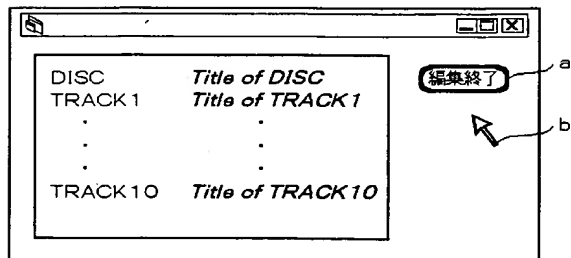 DISC Title of DISC 編集終了 a
TRACK1 Title of TRACK1
b
TRACK10 Title of TRACK10